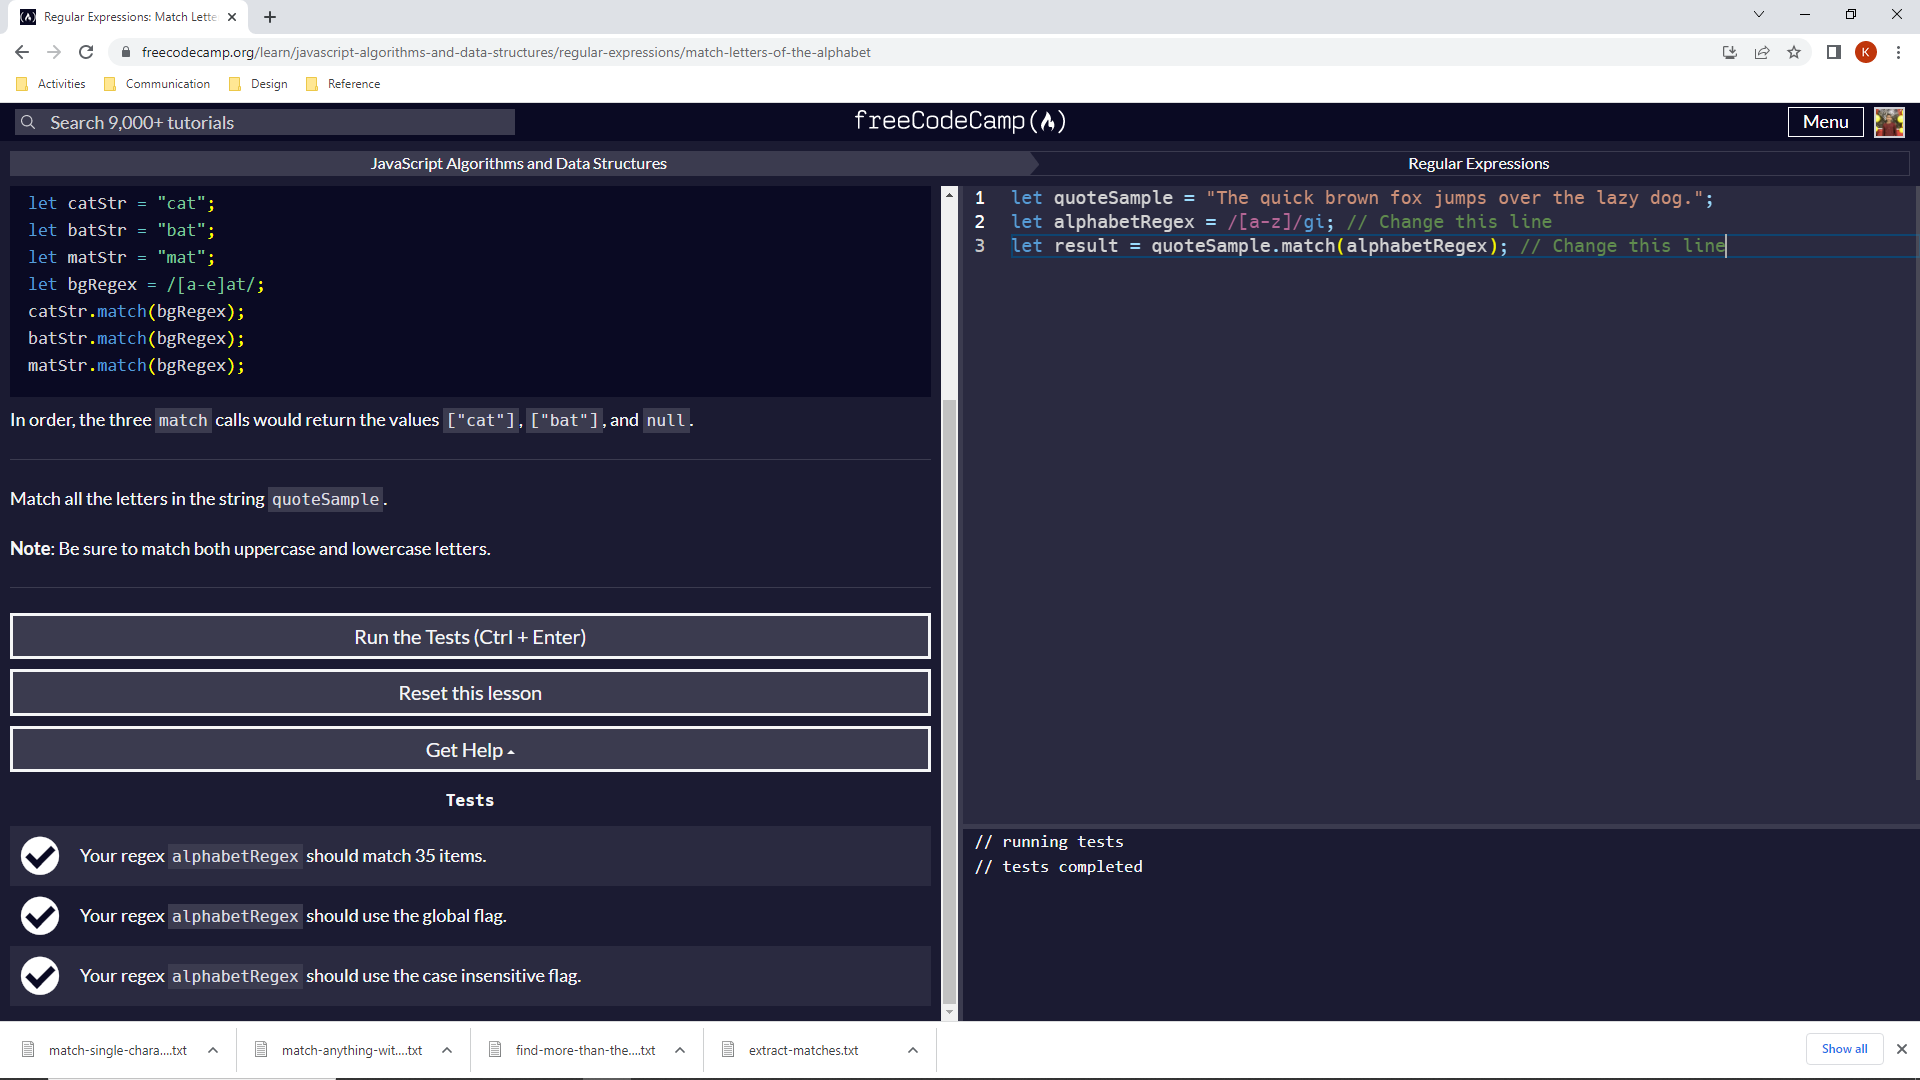 Regular Expressions: Match Lette
freecodecamp.org/learn/javascript-algorithms-and-data-structures/regular-expressions/match-letters-of-the-alphabet
K
Activities Communication Design Reference
Search 9,000+ tutorials
freeCodeCamp
Menu
JavaScript Algorithms and Data Structures
Regular Expressions
let catStr = "cat";
let batStr = "bat";
let matStr = "mat";
let bgRegex = /[a-e]at/;
catStr.match(bgRegex);
batStr.match(bgRegex);
matStr.match(bgRegex);
In order, the three match calls would return the values ["cat"], ["bat"], and null.
Match all the letters in the string quoteSample.
Note: Be sure to match both uppercase and lowercase letters.
Run the Tests (Ctrl + Enter)
Reset this lesson
Get Help
Tests
Your regex alphabetRegex should match 35 items.
Your regex alphabetRegex should use the global flag.
Your regex alphabetRegex should use the case insensitive flag.
1 let quoteSample = "The quick brown fox jumps over the lazy dog.";
2 let alphabetRegex = /[a-z]/gi; // Change this line
3 let result = quoteSample.match(alphabetRegex); // Change this line
// running tests
// tests completed
match-single-chara....txt
match-anything-wit....txt
find-more-than-the....txt
extract-matches.txt
Show all